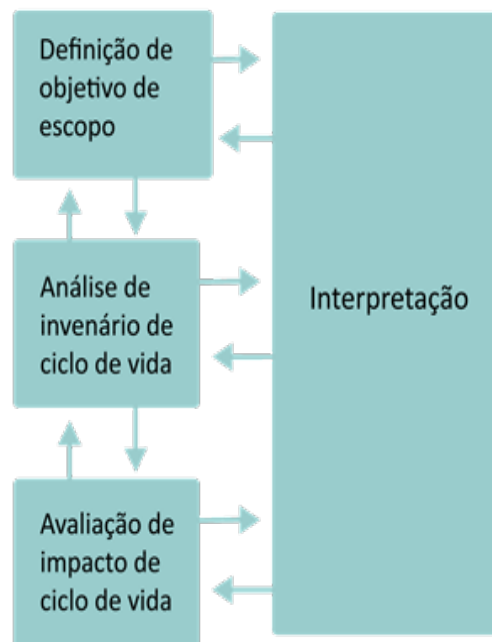 Definição de
objetivo de
escopo
Análise de
invenário de
ciclo de vida
Interpretação
Avaliação de
impacto de
ciclo de vida